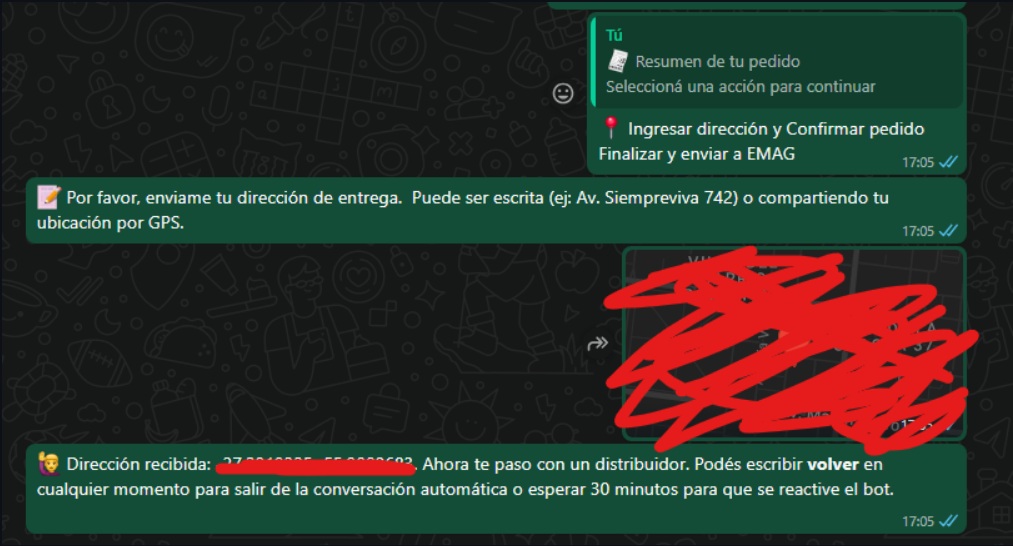 Tú
Resumen de tu pedido
Seleccioná una acción para continuar
Ingresar dirección y Confirmar pedido
Finalizar y enviar a EMAG
17:05
Por favor, enviame tu dirección de entrega. Puede ser escrita (ej: Av. Siempreviva 742) o compartiendo tu
ubicación por GPS.
17:05
Dirección recibida: . Ahora te paso con un distribuidor. Podés escribir volver en
cualquier momento para salir de la conversación automática o esperar 30 minutos para que se reactive el bot.
17:05